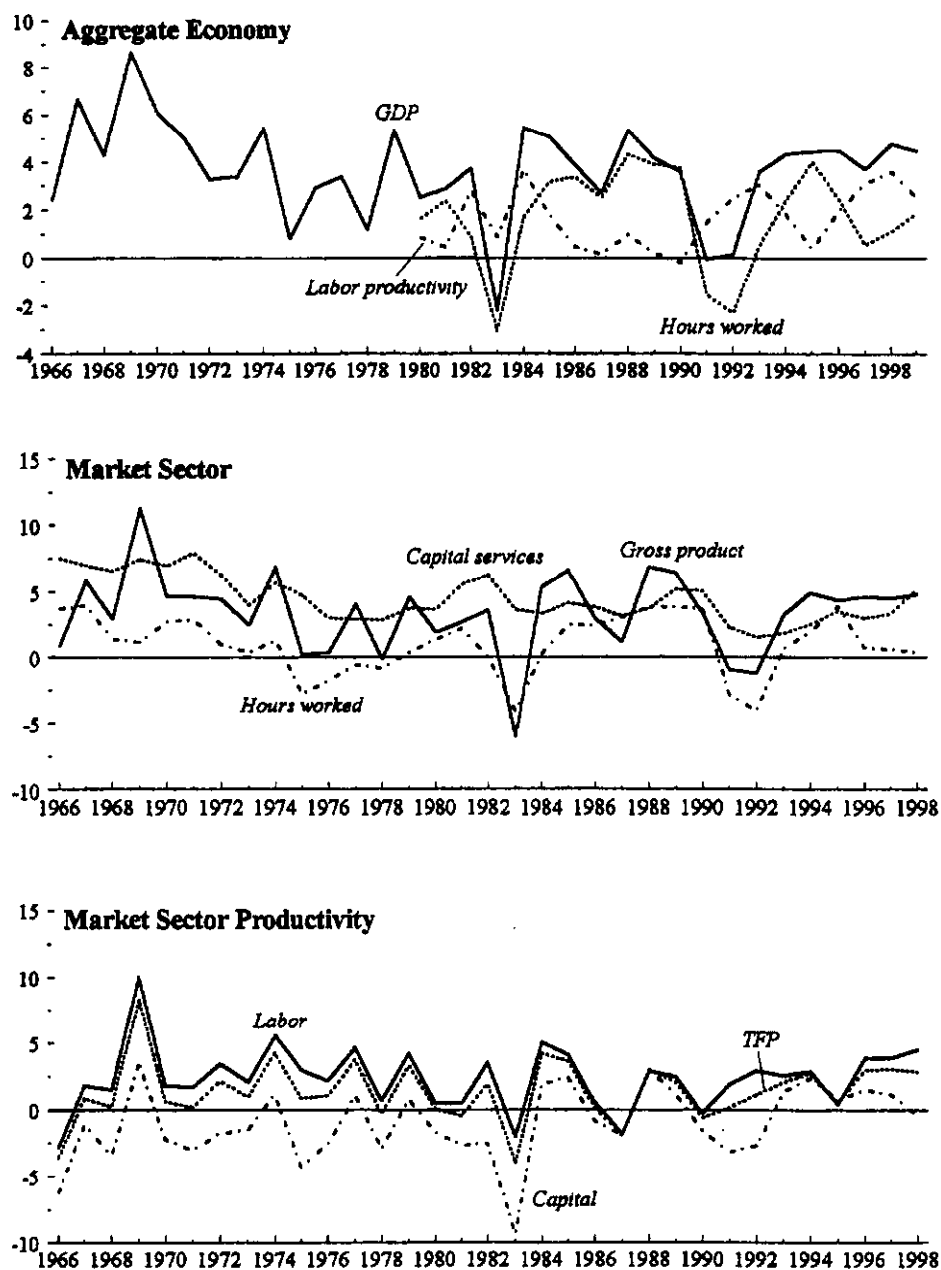 Aggregate Economy
10
8
6
4
2
0
-2
-4
GDP
Labor productivity
Hours worked
1966 1968 1970 1972 1974 1976 1978 1980 1982 1984 1986 1988 1990 1992 1994 1996 1998
Market Sector
15
10
5
0
-5
-10
Capital services
Gross product
Hours worked
1966 1968 1970 1972 1974 1976 1978 1980 1982 1984 1986 1988 1990 1992 1994 1996 1998
Market Sector Productivity
15
10
5
0
-5
-10
Labor
TFP
Capital
1966 1968 1970 1972 1974 1976 1978 1980 1982 1984 1986 1988 1990 1992 1994 1996 1998